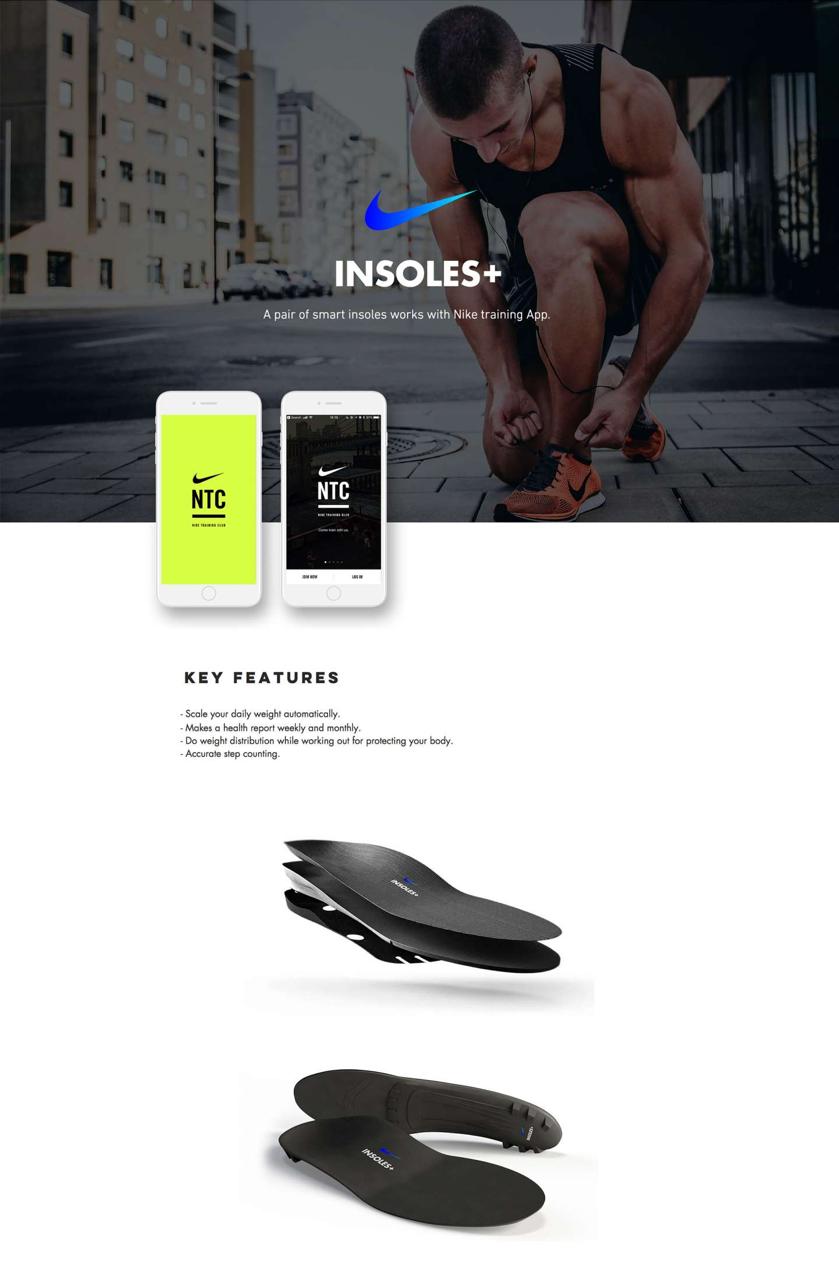 INSOLES+
A pair of smart insoles works with Nike training App.
NTC
NIKE TRAINING CLUB
NTC
NIKE TRAINING CLUB
Come train with us.
JOIN NOW
LOG IN
KEY FEATURES
- Scale your daily weight automatically.
- Makes a health report weekly and monthly.
- Do weight distribution while working out for protecting your body.
- Accurate step counting.
INSOLES+
INSOLES+